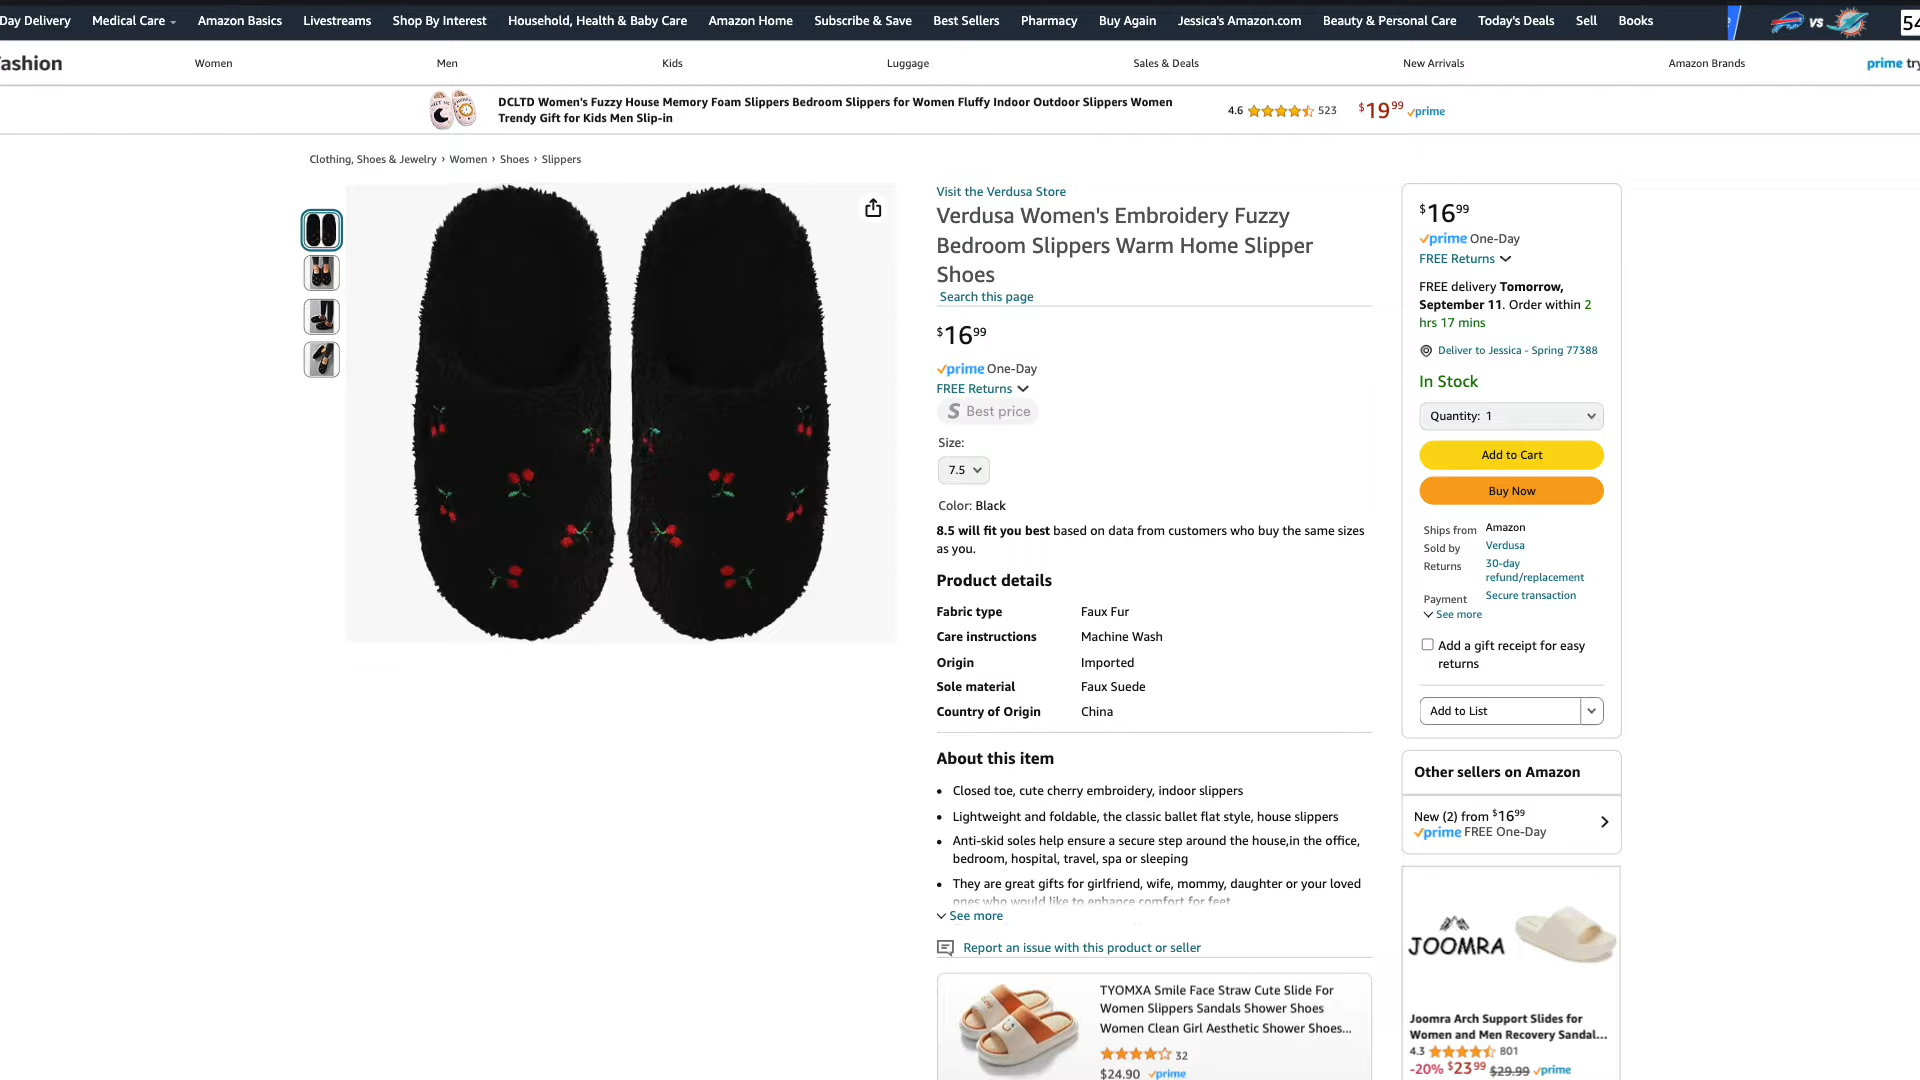 Day Delivery
Medical Care
Amazon Basics
Livestreams
Shop By Interest
Household, Health & Baby Care
Amazon Home
Subscribe & Save
Best Sellers
Pharmacy
Buy Again
Jessica's Amazon.com
Beauty & Personal Care
Today's Deals
Sell
Books
VS
54
ashion
Women
Men
Kids
Luggage
Sales & Deals
New Arrivals
Amazon Brands
prime try
DCLTD Women's Fuzzy House Memory Foam Slippers Bedroom Slippers for Women Fluffy Indoor Outdoor Slippers Women
Trendy Gift for Kids Men Slip-in
4.6 523
$19 99 prime
Clothing, Shoes & Jewelry › Women › Shoes › Slippers
Visit the Verdusa Store
Verdusa Women's Embroidery Fuzzy
Bedroom Slippers Warm Home Slipper
Shoes
Search this page
$16 99
prime One-Day
FREE Returns
S Best price
Size:
7.5
Color: Black
8.5 will fit you best based on data from customers who buy the same sizes
as you.
Product details
Fabric type Faux Fur
Care instructions Machine Wash
Origin Imported
Sole material Faux Suede
Country of Origin China
About this item
• Closed toe, cute cherry embroidery, indoor slippers
• Lightweight and foldable, the classic ballet flat style, house slippers
• Anti-skid soles help ensure a secure step around the house,in the office,
bedroom, hospital, travel, spa or sleeping
• They are great gifts for girlfriend, wife, mommy, daughter or your loved
ones who would like to enhance comfort for feet
See more
Report an issue with this product or seller
TYOMXA Smile Face Straw Cute Slide For
Women Slippers Sandals Shower Shoes
Women Clean Girl Aesthetic Shower Shoes...
32
$24.90 prime
$16 99
prime One-Day
FREE Returns
FREE delivery Tomorrow,
September 11. Order within 2
hrs 17 mins
Deliver to Jessica - Spring 77388
In Stock
Quantity: 1
Add to Cart
Buy Now
Ships from Amazon
Sold by Verdusa
Returns 30-day
refund/replacement
Payment Secure transaction
See more
Add a gift receipt for easy
returns
Add to List
Other sellers on Amazon
New (2) from $16 99
prime FREE One-Day
JOOMRA
Joomra Arch Support Slides for
Women and Men Recovery Sandal...
4.3 801
-20% $23 99 $29.99 prime